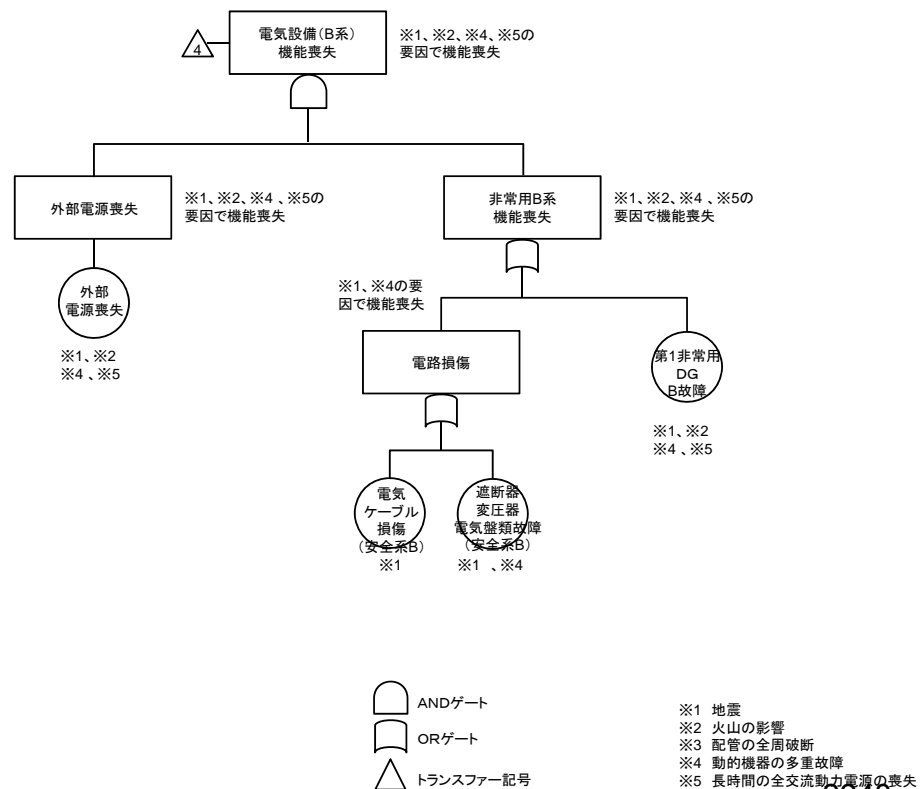 4
電気設備(B系)
機能喪失
※1、※2、※4、※5の
要因で機能喪失
外部電源喪失
※1、※2、※4 、※5の
要因で機能喪失
非常用B系
機能喪失
※1、※2、※4 、※5の
要因で機能喪失
外部
電源喪失
※1、※2
※4 、※5
※1、※4の要
因で機能喪失
電路損傷
第1非常用
DG
B故障
※1、※2
※4 、※5
電気
ケーブル
損傷
(安全系B)
※1
遮断器
変圧器
電気盤類故障
(安全系B)
※1 、※4
ANDゲート
ORゲート
トランスファー記号
※1 地震
※2 火山の影響
※3 配管の全周破断
※4 動的機器の多重故障
※5 長時間の全交流動力電源の喪失